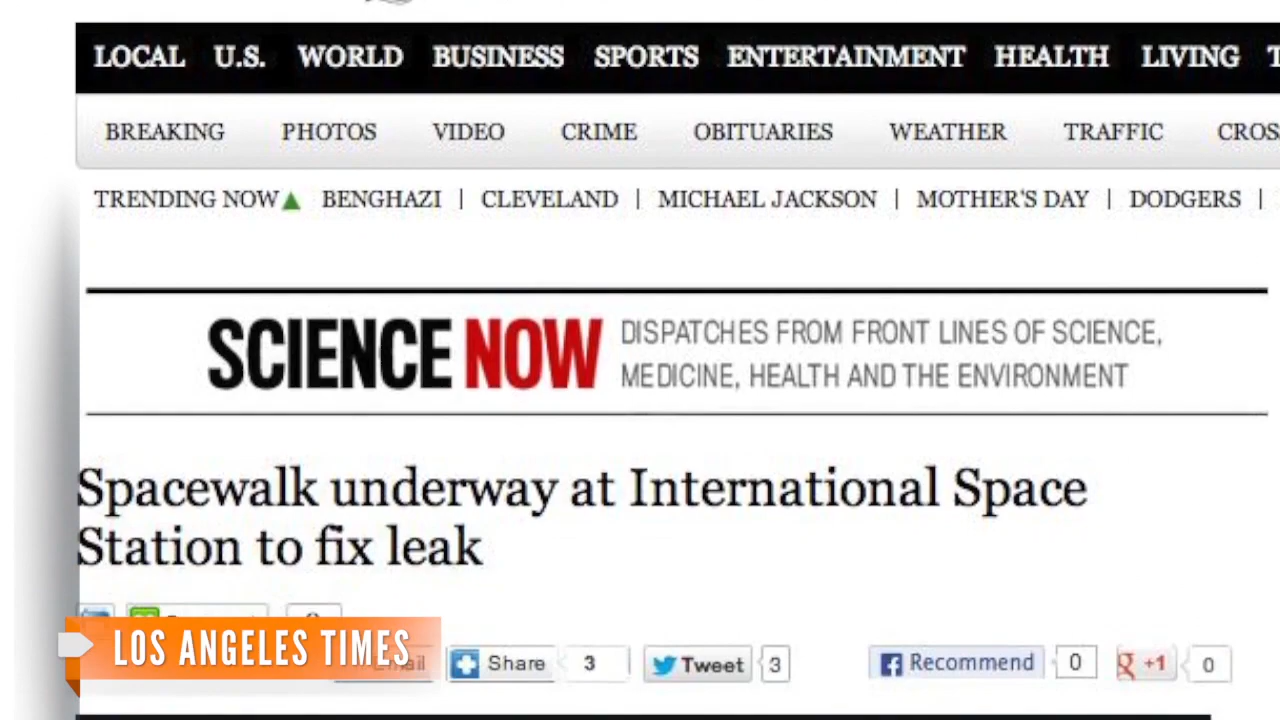 LOCAL U.S. WORLD BUSINESS SPORTS ENTERTAINMENT HEALTH LIVING
BREAKING PHOTOS VIDEO CRIME OBITUARIES WEATHER TRAFFIC CROS
TRENDING NOW▲ BENGHAZI | CLEVELAND | MICHAEL JACKSON | MOTHER'S DAY | DODGERS |
SCIENCE NOW
DISPATCHES FROM FRONT LINES OF SCIENCE,
MEDICINE, HEALTH AND THE ENVIRONMENT
Spacewalk underway at International Space
Station to fix leak
LOS ANGELES TIMES
Share 3 Tweet 3 Recommend 0 +1 0